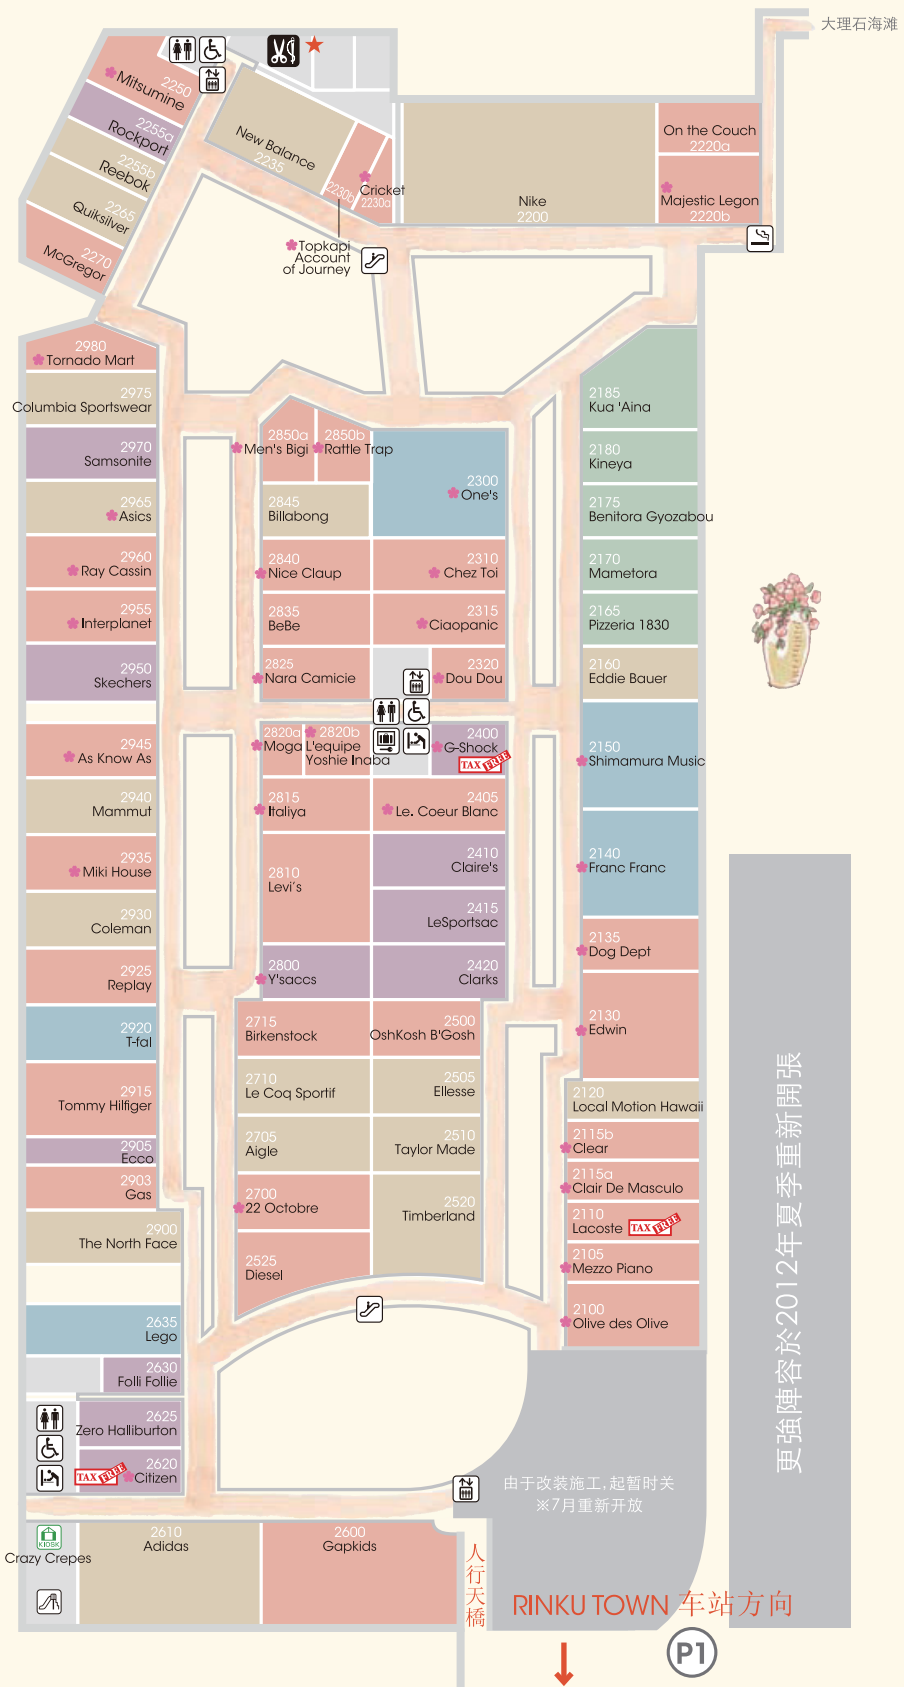 大理石海滩
2250
Mitsumine
2255a
Rockport
2255b
Reebok
2265
Quiksilver
2270
McGregor
New Balance
2235
2230b
Cricket
2230a
Topkapi
Account
of Journey
Nike
2200
On the Couch
2220a
Majestic Legon
2220b
2980
Tornado Mart
2975
Columbia Sportswear
2970
Samsonite
2965
Asics
2960
Ray Cassin
2955
Interplanet
2950
Skechers
2945
As Know As
2940
Mammut
2935
Miki House
2930
Coleman
2925
Replay
2920
T-fal
2915
Tommy Hilfiger
2905
Ecco
2903
Gas
2900
The North Face
2635
Lego
2630
Folli Follie
2625
Zero Halliburton
2620
TAX FREE
Citizen
KIOSK
Crazy Crepes
2610
Adidas
2600
Gapkids
2850a
Men's Bigi
2850b
Rattle Trap
2845
Billabong
2840
Nice Claup
2835
BeBe
2825
Nara Camicie
2820a
Moga
2820b
L'equipe
Yoshie Inaba
2815
Italiya
2810
Levi's
2800
Y'saccs
2715
Birkenstock
2710
Le Coq Sportif
2705
Aigle
2700
22 Octobre
2525
Diesel
2300
One's
2310
Chez Toi
2315
Ciaopanic
2320
Dou Dou
2400
G-Shock
TAX FREE
2405
Le. Coeur Blanc
2410
Claire's
2415
LeSportsac
2420
Clarks
2500
OshKosh B'Gosh
2505
Ellesse
2510
Taylor Made
2520
Timberland
2185
Kua 'Aina
2180
Kineya
2175
Benitora Gyozabou
2170
Mametora
2165
Pizzeria 1830
2160
Eddie Bauer
2150
Shimamura Music
2140
Franc Franc
2135
Dog Dept
2130
Edwin
2120
Local Motion Hawaii
2115b
Clear
2115a
Clair De Masculo
2110
Lacoste
TAX FREE
2105
Mezzo Piano
2100
Olive des Olive
更強陣容於2012年夏季重新開張
由于改装施工,起暂时关
※7月重新开放
人行天橋
RINKU TOWN 车站方向
P1